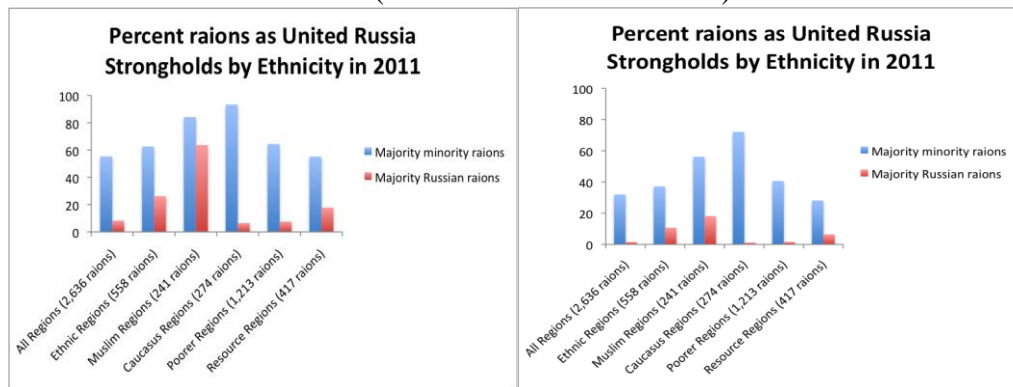 Percent raions as United Russia
Strongholds by Ethnicity in 2011
100
80
60
40
20
0
Majority minority raions
Majority Russian raions
All Regions (2,636 raions)
Ethnic Regions (558 raions)
Muslim Regions (241 raions)
Caucasus Regions (274 raions)
Poorer Regions (1,213 raions)
Resource Regions (417 raions)
Percent raions as United Russia
Strongholds by Ethnicity in 2011
100
80
60
40
20
0
Majority minority raions
Majority Russian raions
All Regions (2,636 raions)
Ethnic Regions (558 raions)
Muslim Regions (241 raions)
Caucasus Regions (274 raions)
Poorer Regions (1,213 raions)
Resource Regions (417 raions)